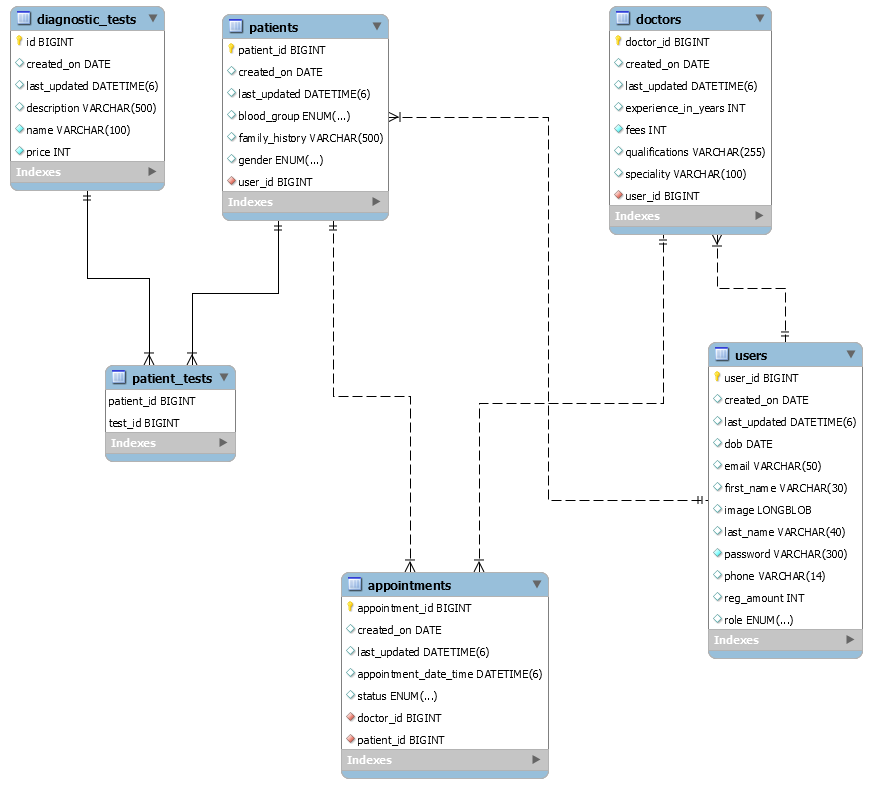 diagnostic_tests
id BIGINT
created_on DATE
last_updated DATETIME(6)
description VARCHAR(500)
name VARCHAR(100)
price INT
Indexes
patients
patient_id BIGINT
created_on DATE
last_updated DATETIME(6)
blood_group ENUM(...)
family_history VARCHAR(500)
gender ENUM(...)
user_id BIGINT
Indexes
doctors
doctor_id BIGINT
created_on DATE
last_updated DATETIME(6)
experience_in_years INT
fees INT
qualifications VARCHAR(255)
speciality VARCHAR(100)
user_id BIGINT
Indexes
patient_tests
patient_id BIGINT
test_id BIGINT
Indexes
users
user_id BIGINT
created_on DATE
last_updated DATETIME(6)
dob DATE
email VARCHAR(50)
first_name VARCHAR(30)
image LONGBLOB
last_name VARCHAR(40)
password VARCHAR(300)
phone VARCHAR(14)
reg_amount INT
role ENUM(...)
Indexes
appointments
appointment_id BIGINT
created_on DATE
last_updated DATETIME(6)
appointment_date_time DATETIME(6)
status ENUM(...)
doctor_id BIGINT
patient_id BIGINT
Indexes